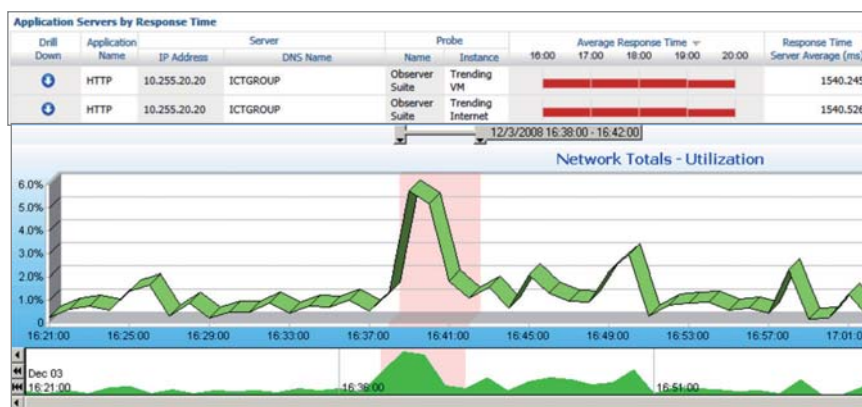 Application Servers by Response Time
Drill Down
Application Name
Server
IP Address
DNS Name
Probe
Name
Instance
Average Response Time
16:00 17:00 18:00 19:00 20:00
Response Time
Server Average (ms)
HTTP 10.255.20.20 ICTGROUP Observer Suite Trending VM 1540.245
HTTP 10.255.20.20 ICTGROUP Observer Suite Trending Internet 1540.526
12/3/2008 16:38:00 - 16:42:00
Network Totals - Utilization
6.0%
5.0%
4.0%
3.0%
2.0%
1.0%
0
16:21:00 16:25:00 16:29:00 16:33:00 16:37:00 16:41:00 16:45:00 16:49:00 16:53:00 16:57:00 17:01:00
Dec 03
16:21:00 16:51:00